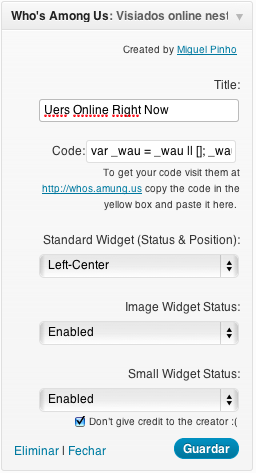 Who's Among Us: Visiados online nest
Created by Miguel Pinho
Title:
Uers Online Right Now
Code: var _wau = _wau || []; _wau
To get your code visit them at
http://whos.amung.us copy the code in the
yellow box and paste it here.
Standard Widget (Status & Position):
Left-Center
Image Widget Status:
Enabled
Small Widget Status:
Enabled
Don't give credit to the creator :(
Eliminar | Fechar
Guardar